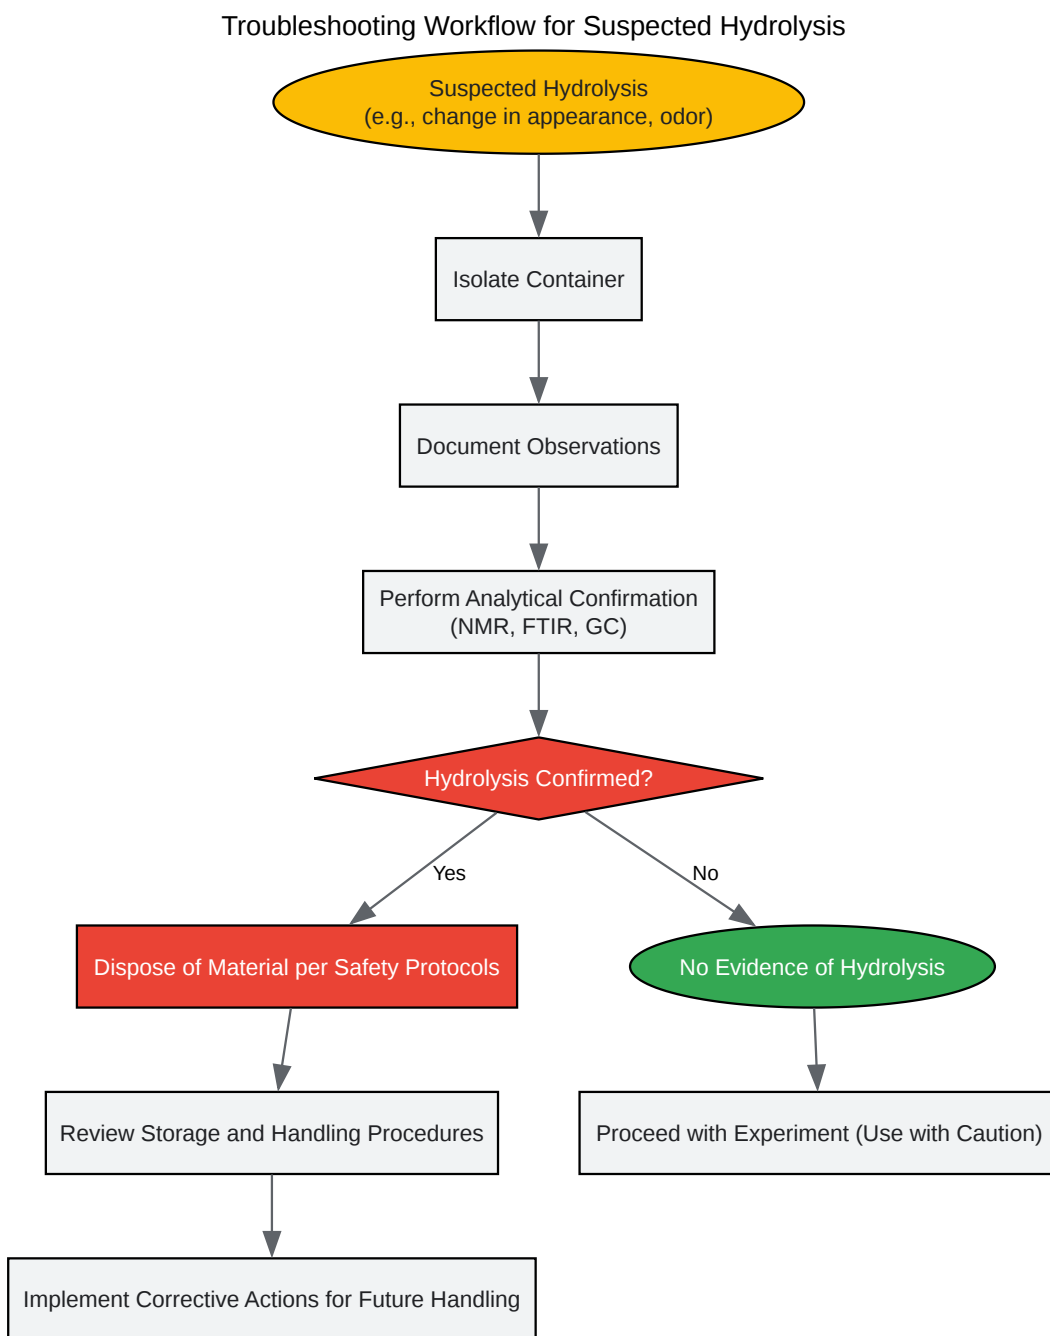 Troubleshooting Workflow for Suspected Hydrolysis
Suspected Hydrolysis
(e.g., change in appearance, odor)
Isolate Container
Document Observations
Perform Analytical Confirmation
(NMR, FTIR, GC)
Hydrolysis Confirmed?
Yes
No
Dispose of Material per Safety Protocols
No Evidence of Hydrolysis
Review Storage and Handling Procedures
Proceed with Experiment (Use with Caution)
Implement Corrective Actions for Future Handling